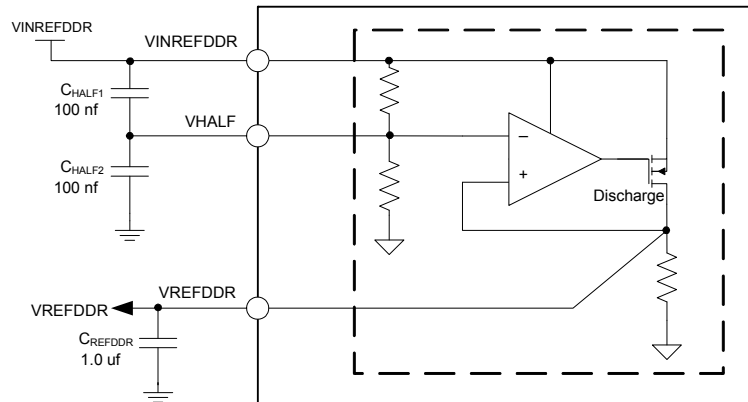 VINREFDDR
VINREFDDR
CHALF1
100 nf
VHALF
CHALF2
100 nf
−
+
Discharge
VREFDDR
VREFDDR
CREFDDR
1.0 uf